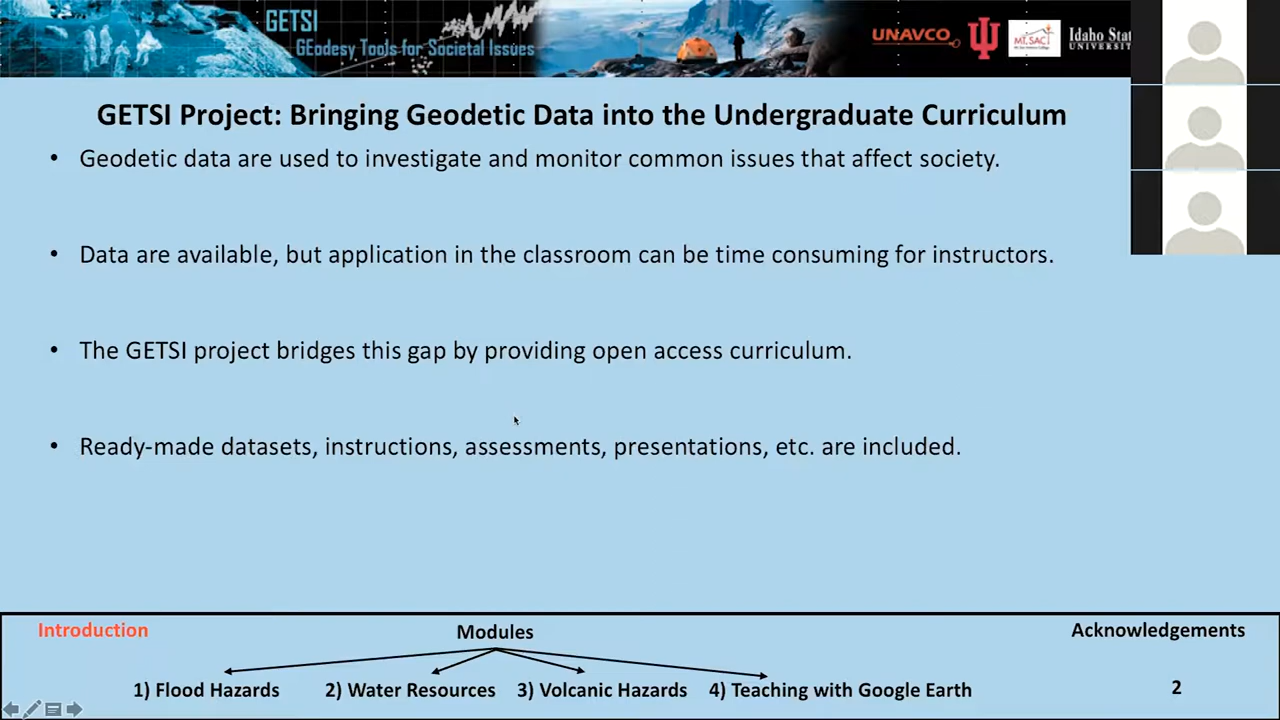 GETSI
GEodesy Tools for Societal Issues
UNAVCO
MT. SAC
Idaho Stat
UNIVERSIT
GETSI Project: Bringing Geodetic Data into the Undergraduate Curriculum
• Geodetic data are used to investigate and monitor common issues that affect society.
• Data are available, but application in the classroom can be time consuming for instructors.
• The GETSI project bridges this gap by providing open access curriculum.
• Ready-made datasets, instructions, assessments, presentations, etc. are included.
Introduction
Modules
Acknowledgements
1) Flood Hazards 2) Water Resources 3) Volcanic Hazards 4) Teaching with Google Earth
2